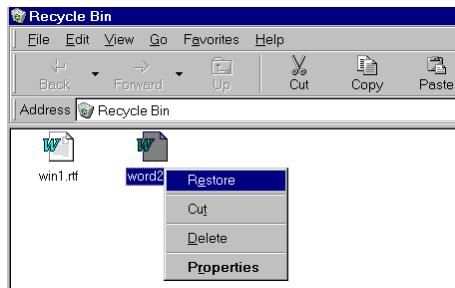 Recycle Bin
File Edit View Go Favorites Help
Back Forward Up Cut Copy Paste
Address Recycle Bin
win1.rtf word2
Restore
Cut
Delete
Properties